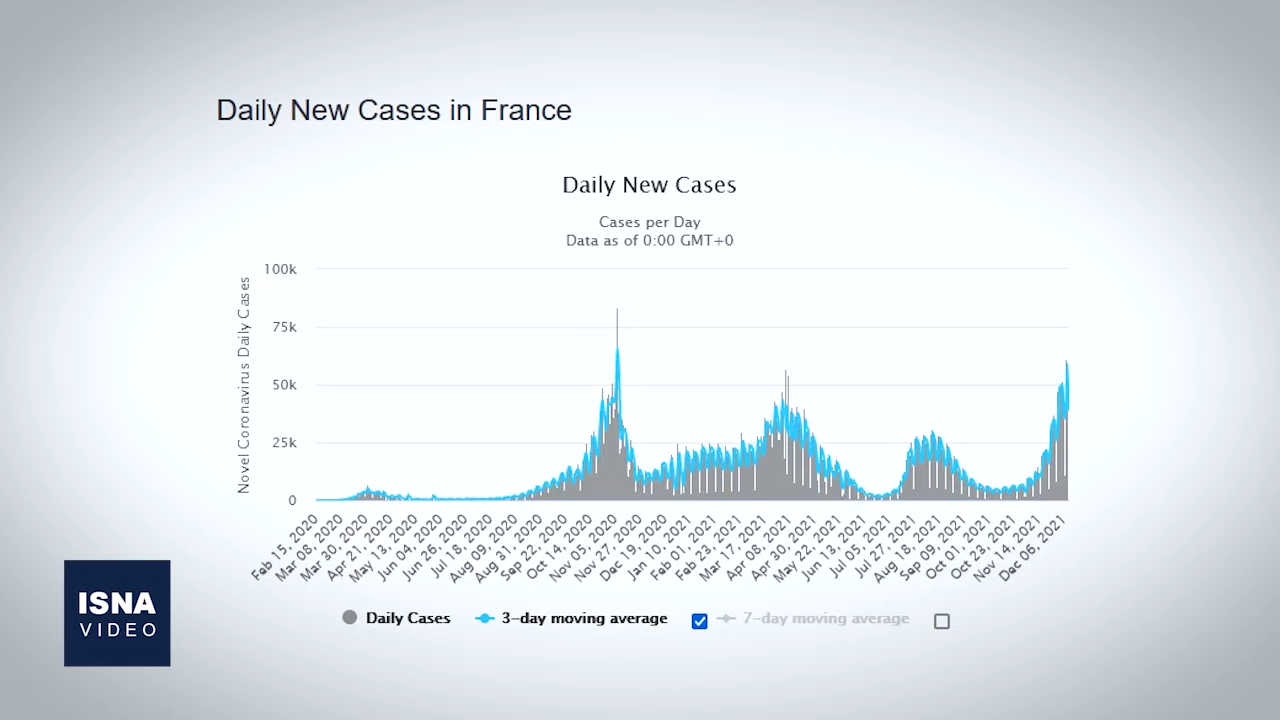 Daily New Cases in France
Daily New Cases
Cases per Day
Data as of 0:00 GMT+0
Novel Coronavirus Daily Cases
100k
75k
50k
25k
0
Feb 15, 2020
Mar 08, 2020
Mar 30, 2020
Apr 21, 2020
May 13, 2020
Jun 04, 2020
Jun 26, 2020
Jul 18, 2020
Aug 09, 2020
Aug 31, 2020
Sep 22, 2020
Oct 14, 2020
Nov 05, 2020
Nov 27, 2020
Dec 19, 2020
Jan 10, 2021
Feb 01, 2021
Feb 23, 2021
Mar 17, 2021
Apr 08, 2021
Apr 30, 2021
May 22, 2021
Jun 13, 2021
Jul 05, 2021
Jul 27, 2021
Aug 18, 2021
Sep 09, 2021
Oct 01, 2021
Oct 23, 2021
Nov 14, 2021
Dec 06, 2021
Daily Cases 3-day moving average 7-day moving average
ISNA
VIDEO